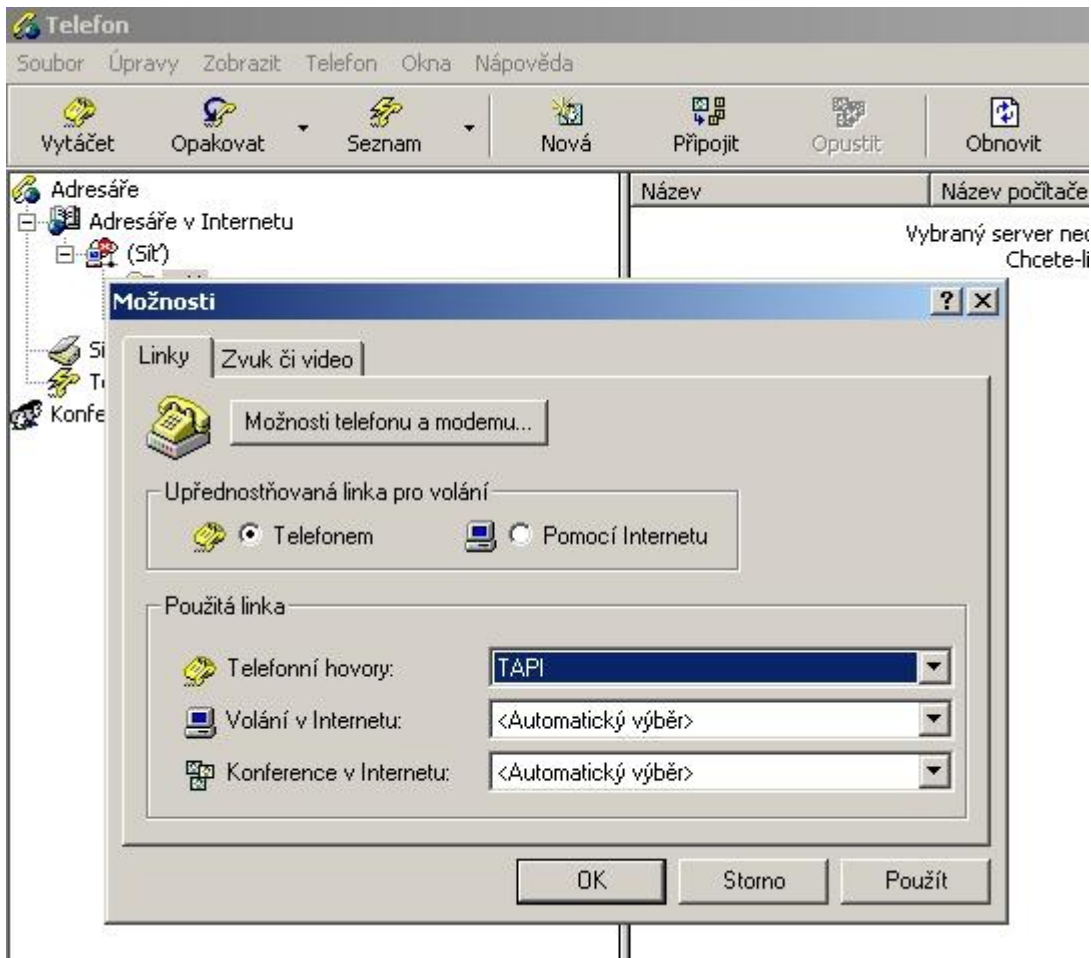 Telefon
Soubor Úpravy Zobrazit Telefon Okna Nápověda
Vytáčet Opakovat Seznam Nová Připojit Opustit Obnovit
Adresáře
Adresáře v Internetu
(Síť)
Název Název počítače
Vybraný server
Chcete-li
Konfe
Možnosti
Linky Zvuk či video
Možnosti telefonu a modemu...
Upřednostňovaná linka pro volání
Telefonem Pomocí Internetu
Použitá linka
Telefonní hovory: TAPI
Volání v Internetu: <Automatický výběr>
Konference v Internetu: <Automatický výběr>
OK Storno Použít